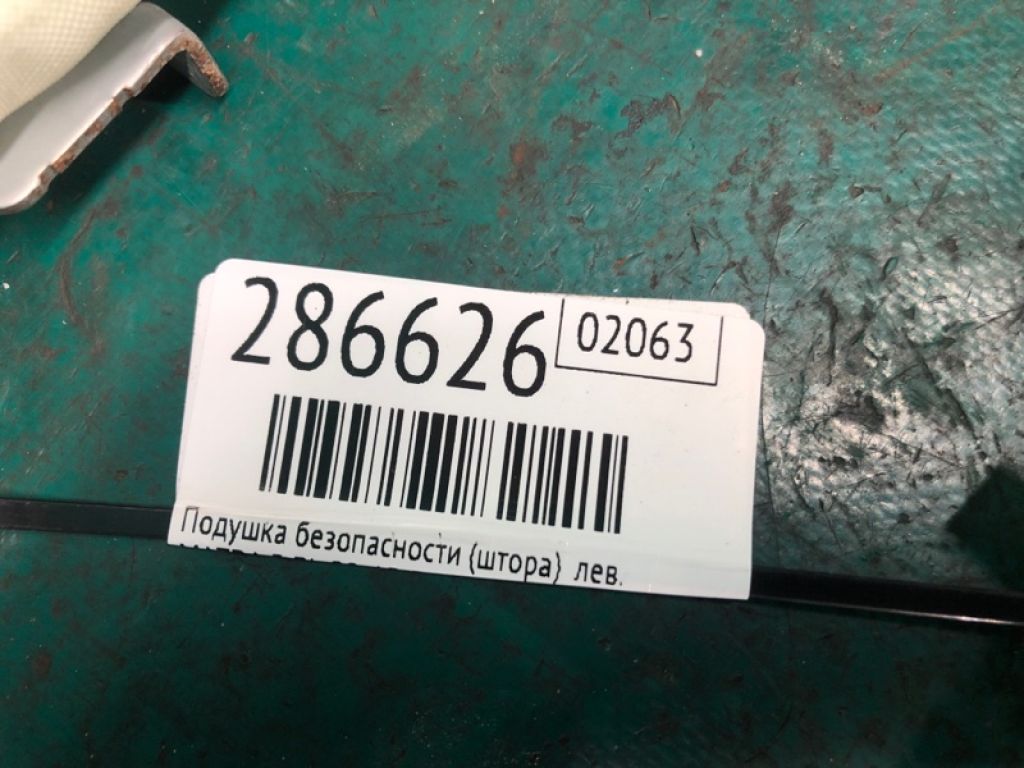 286626
02063
Подушка безопасности (штора) лев.